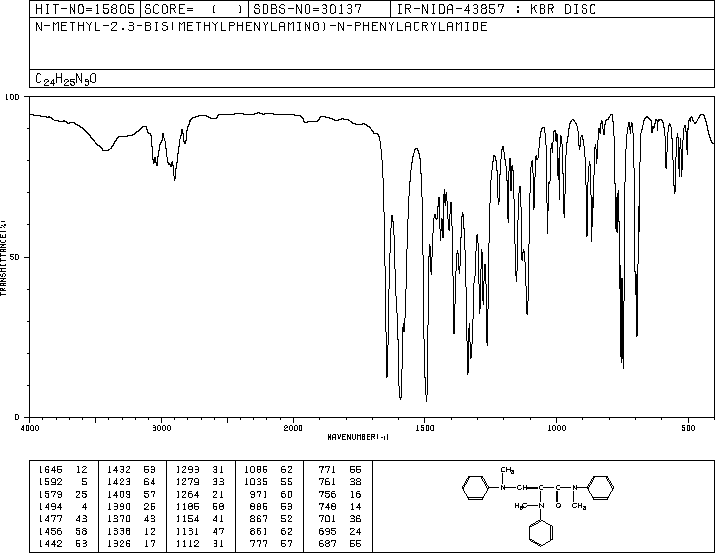 HIT-NO=15805 SCORE= ( ) SDBS-NO=30137 IR-NIDA-43857 : KBR DISC
N-METHYL-2,3-BIS(METHYLPHENYLAMINO)-N-PHENYLACRYLAMIDE
C24H25N3O
100
50
0
TRANSMITTANCE(%)
4000 3000 2000 1500 1000 500
WAVENUMBER(-1)
1645 12 1432 59 1293 31 1086 62 771 55
1592 5 1423 64 1279 33 1035 55 761 38
1579 25 1409 57 1264 21 971 60 756 16
1494 4 1390 25 1185 58 886 53 748 14
1477 43 1370 43 1154 41 867 52 701 36
1456 58 1338 12 1131 47 861 62 695 24
1442 53 1326 17 1112 31 777 57 687 55
CH3
N CH C C N
O CH3
H3C N